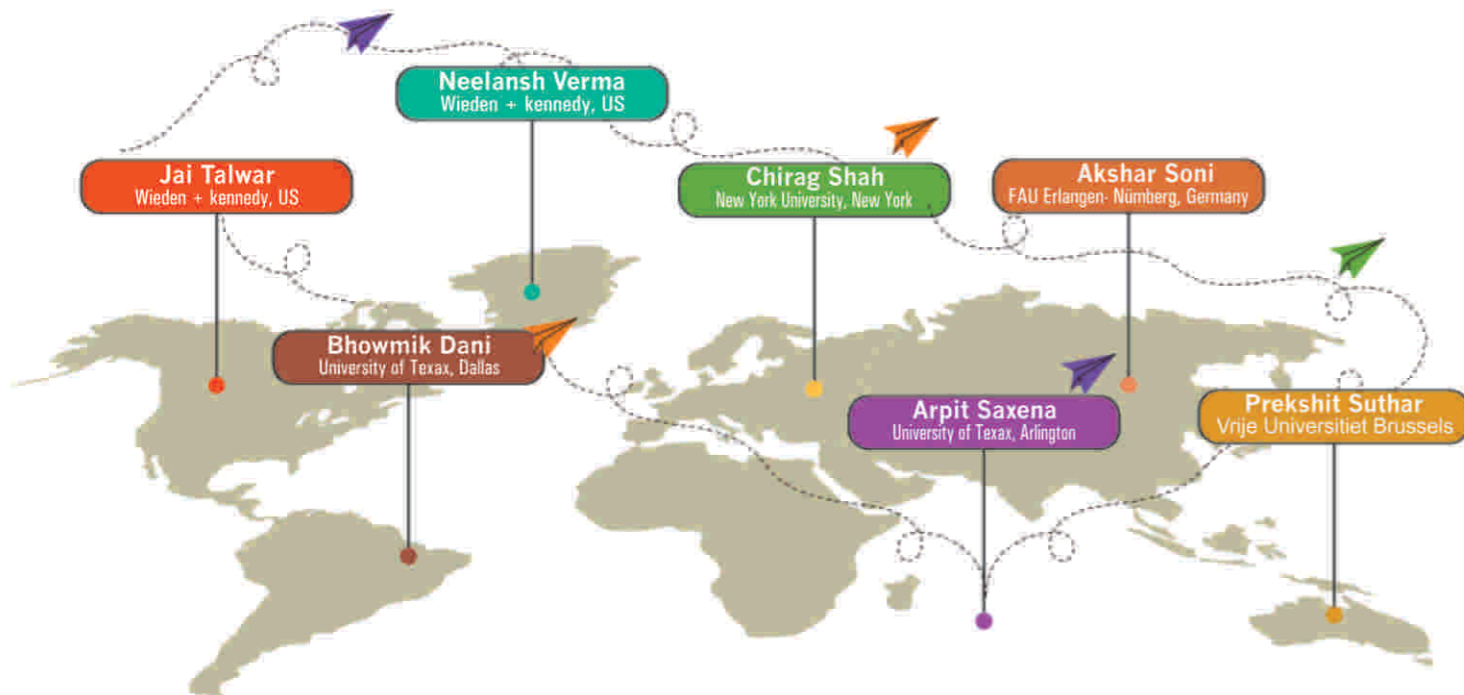 Neelansh Verma
Wieden + kennedy, US
Jai Talwar
Wieden + kennedy, US
Chirag Shah
New York University, New York
Akshar Soni
FAU Erlangen- Nümberg, Germany
Bhowmik Dani
University of Texax, Dallas
Arpit Saxena
University of Texax, Arlington
Prekshit Suthar
Vrije Universitiet Brussels